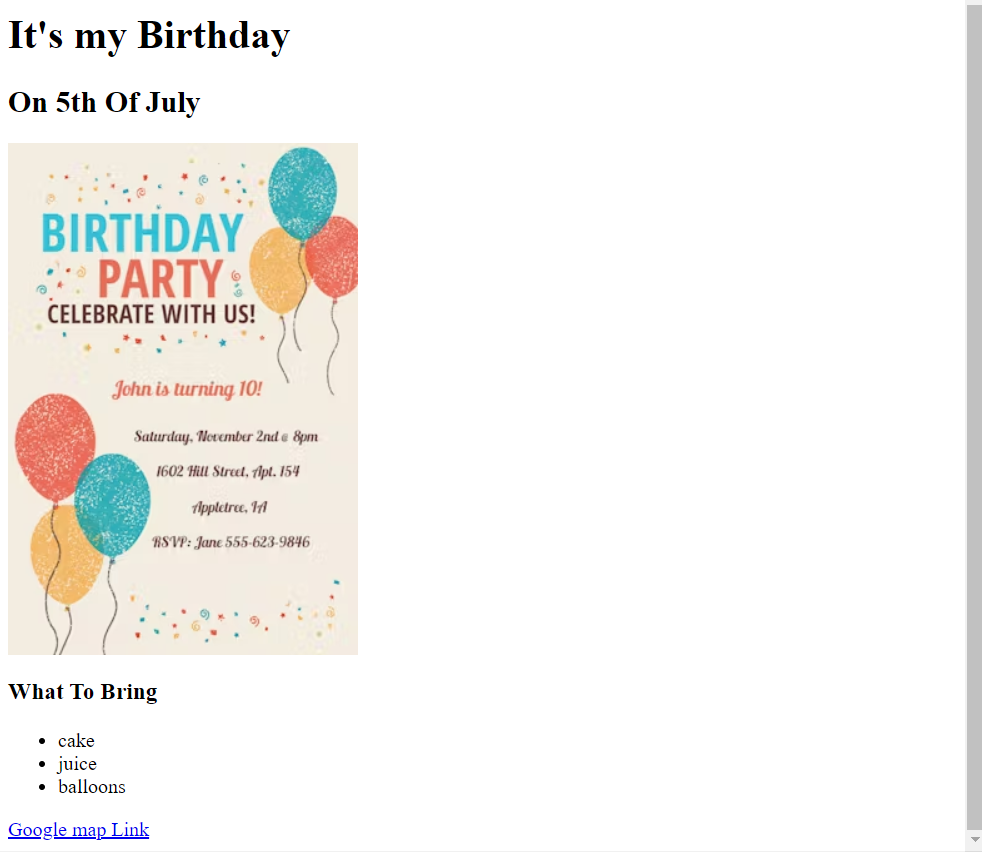 It's my Birthday
On 5th Of July
BIRTHDAY
PARTY
CELEBRATE WITH US!
John is turning 10!
Saturday, November 2nd @ 8pm
1602 Hill Street, Apt. 154
Appletree, IA
RSVP: Jane 555-623-9846
What To Bring
cake
juice
balloons
Google map Link